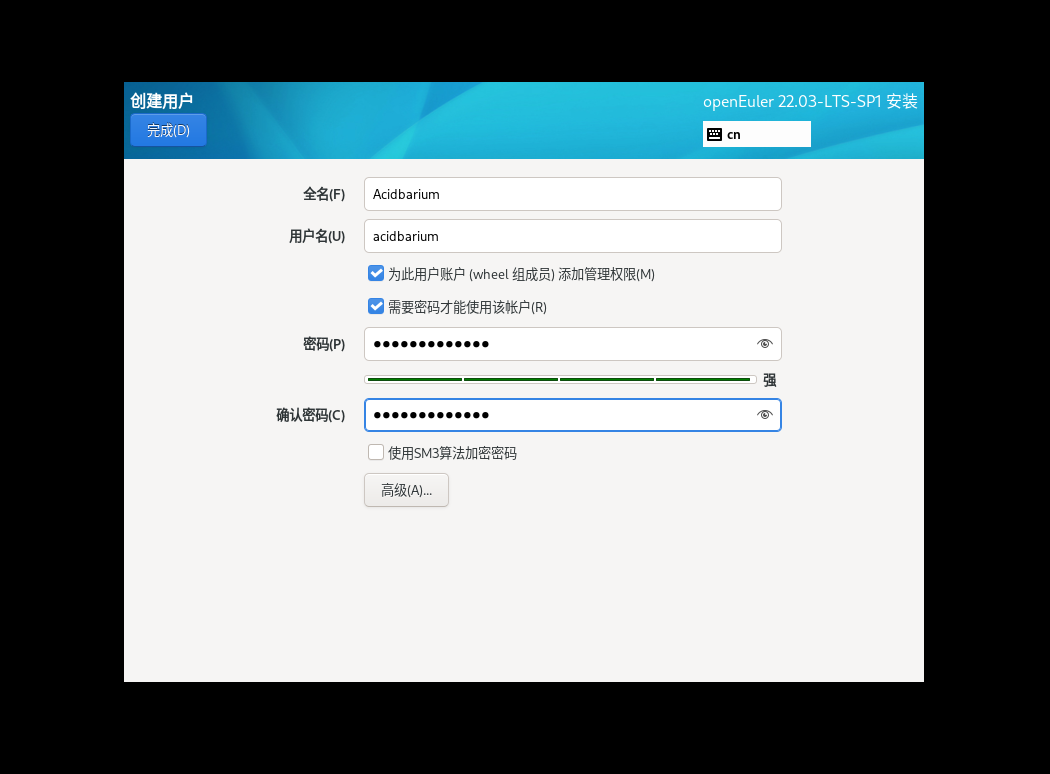 创建用户
openEuler 22.03-LTS-SP1 安装
完成(D)
cn
全名(F)
Acidbarium
用户名(U)
acidbarium
为此用户账户 (wheel 组成员) 添加管理权限(M)
需要密码才能使用该帐户(R)
密码(P)
●●●●●●●●●●●●●
强
确认密码(C)
●●●●●●●●●●●●●
使用SM3算法加密密码
高级(A)...